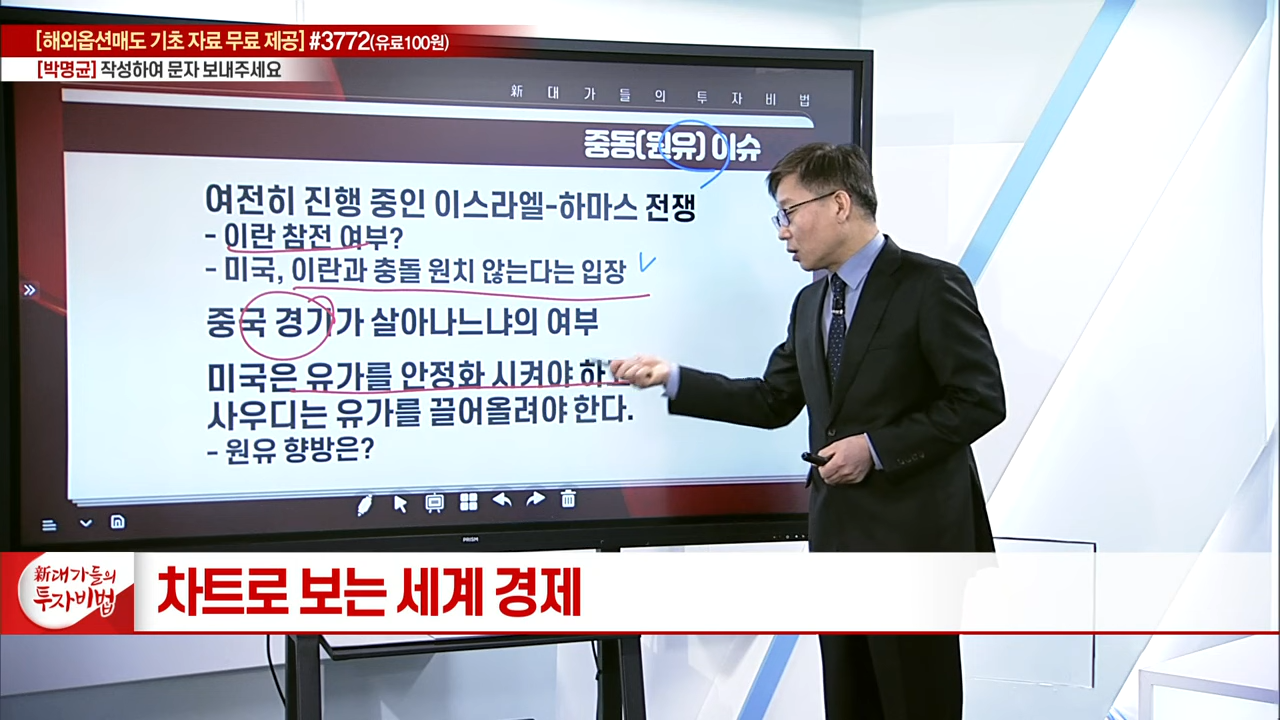 [해외옵션매도 기초 자료 무료 제공] #3772(유료100원)
[박명균] 작성하여 문자 보내주세요
新 대가들의 투자비법
중동(원유) 이슈
여전히 진행 중인 이스라엘-하마스 전쟁
- 이란 참전 여부?
- 미국, 이란과 충돌 원치 않는다는 입장
중국 경기가 살아나느냐의 여부
미국은 유가를 안정화 시켜야 하
사우디는 유가를 끌어올려야 한다.
- 원유 향방은?
PRISM
新대가들의
투자비법
차트로 보는 세계 경제